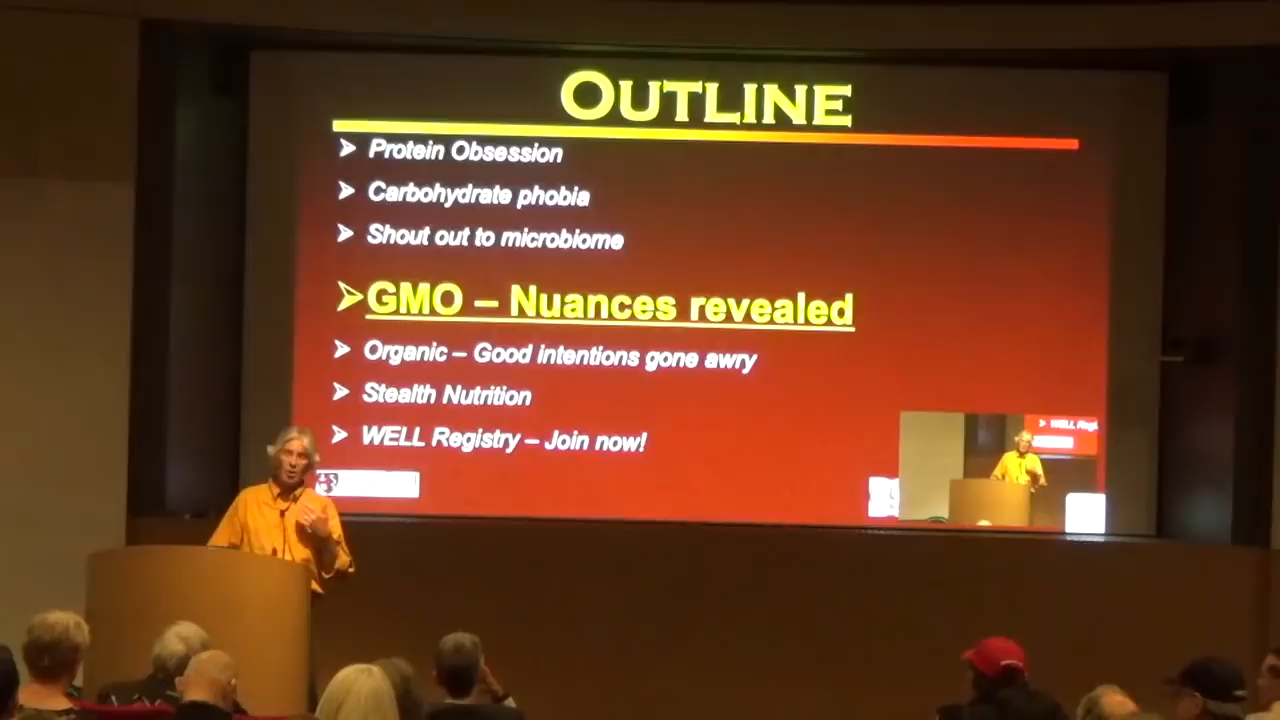 OUTLINE
Protein Obsession
Carbohydrate phobia
Shout out to microbiome
GMO – Nuances revealed
Organic – Good intentions gone awry
Stealth Nutrition
WELL Registry – Join now!
WELL